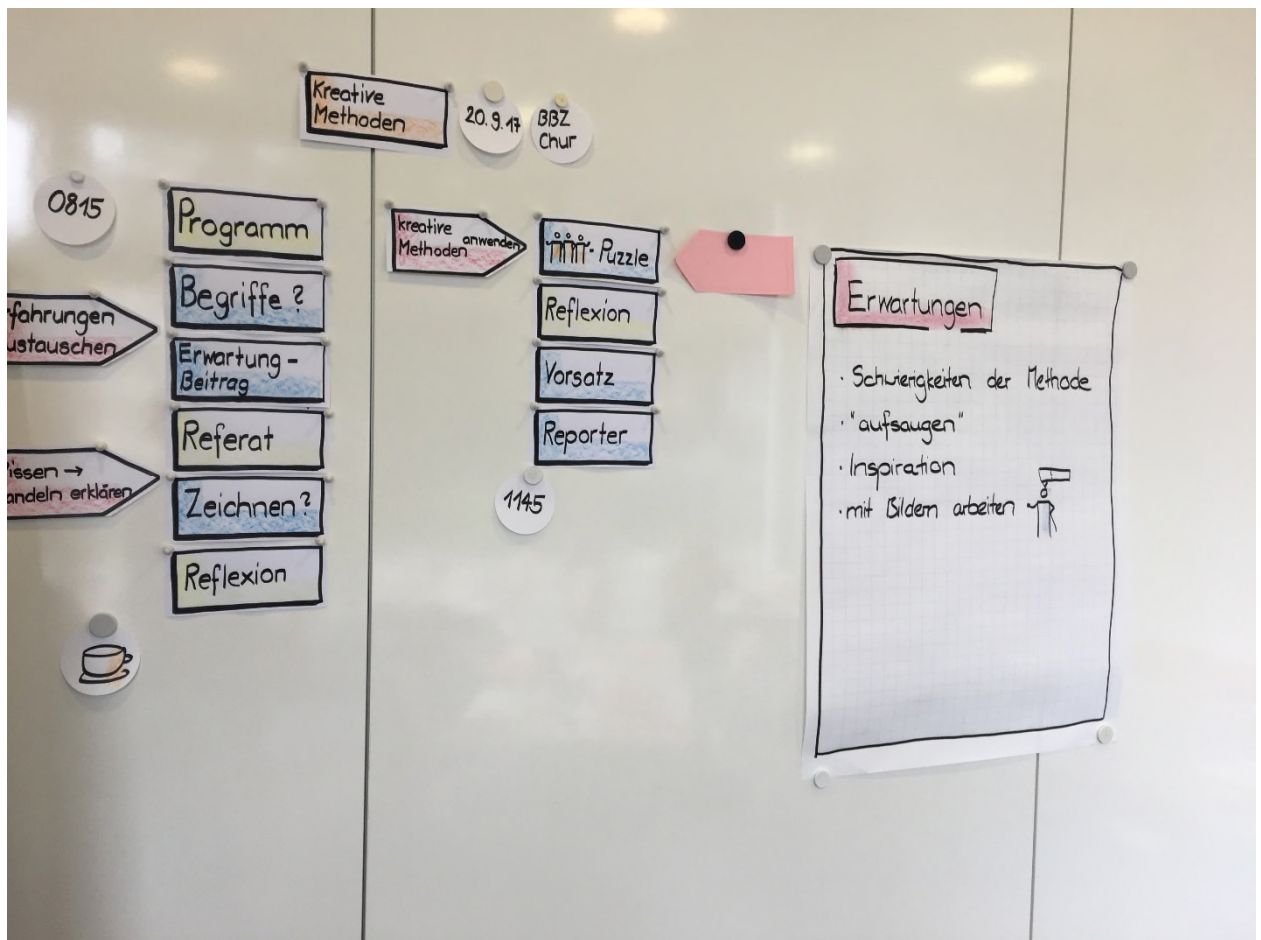 Kreative
Methoden
20.9.17
BBZ
Chur
0815
Programm
Begriffe ?
fahrungen
ustauschen
Erwartung -
Beitrag
Referat
issen →
andeln erklären
Zeichnen?
Reflexion
kreative
Methoden anwenden
- Puzzle
Reflexion
Vorsatz
Reporter
1145
Erwartungen
· Schwierigkeiten der Methode
· "aufsaugen"
· Inspiration
· mit Bildern arbeiten